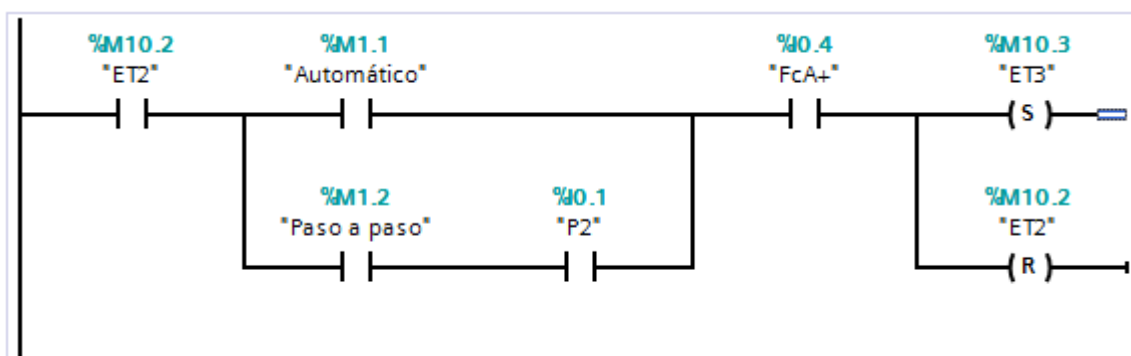 %M10.2 %M1.1 %I0.4 %M10.3
"ET2" "Automático" "FcA+" "ET3"
S
%M1.2 %I0.1 %M10.2
"Paso a paso" "P2" "ET2"
R